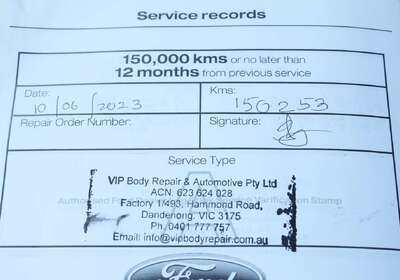 Service records
150,000 kms or no later than
12 months from previous service
Date:
10 / 06 / 2023
Kms:
150253
Repair Order Number:
Signature:
Service Type
VIP Body Repair & Automotive Pty Ltd
ACN. 623 624 028
Factory 1/493, Hammond Road,
Dandenong. VIC 3175
Ph. 0401 777 757
Email: info@vipbodyrepair.com.au
Ford